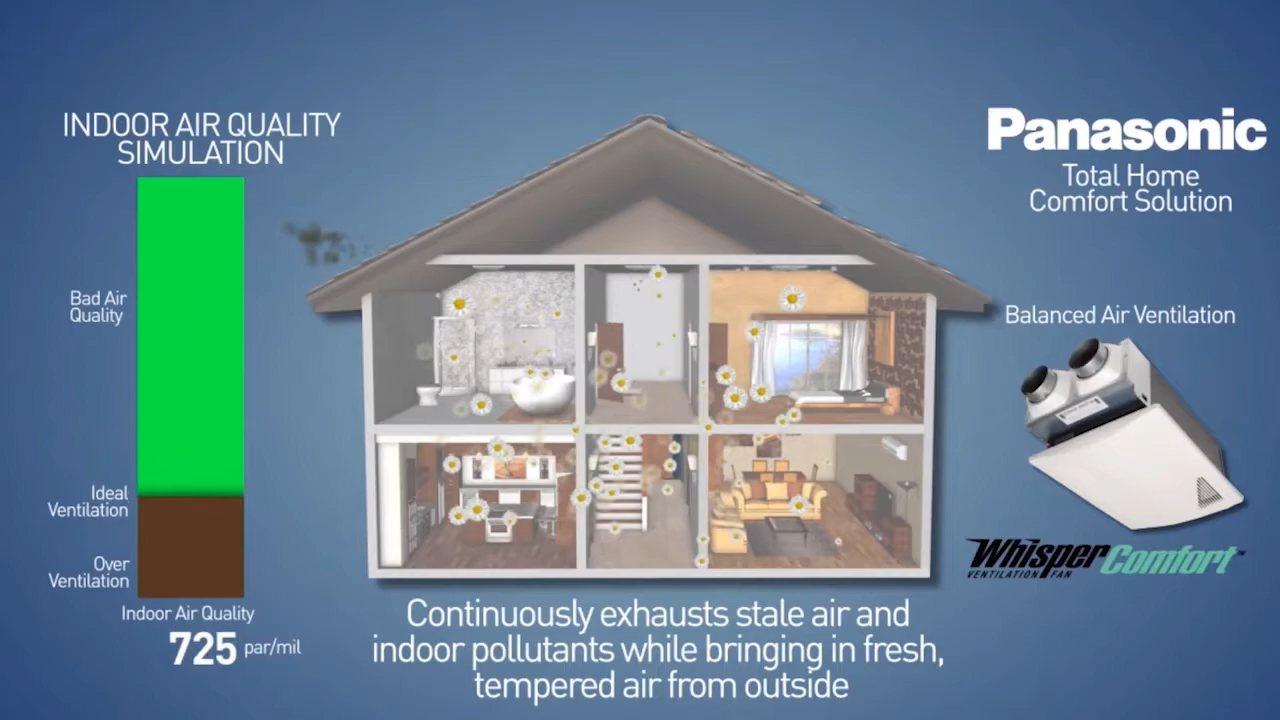 INDOOR AIR QUALITY
SIMULATION
Bad Air
Quality
Ideal
Ventilation
Over
Ventilation
Indoor Air Quality
725 par/mil
Panasonic
Total Home
Comfort Solution
Balanced Air Ventilation
WhisperComfort™
VENTILATION FAN
Continuously exhausts stale air and
indoor pollutants while bringing in fresh,
tempered air from outside